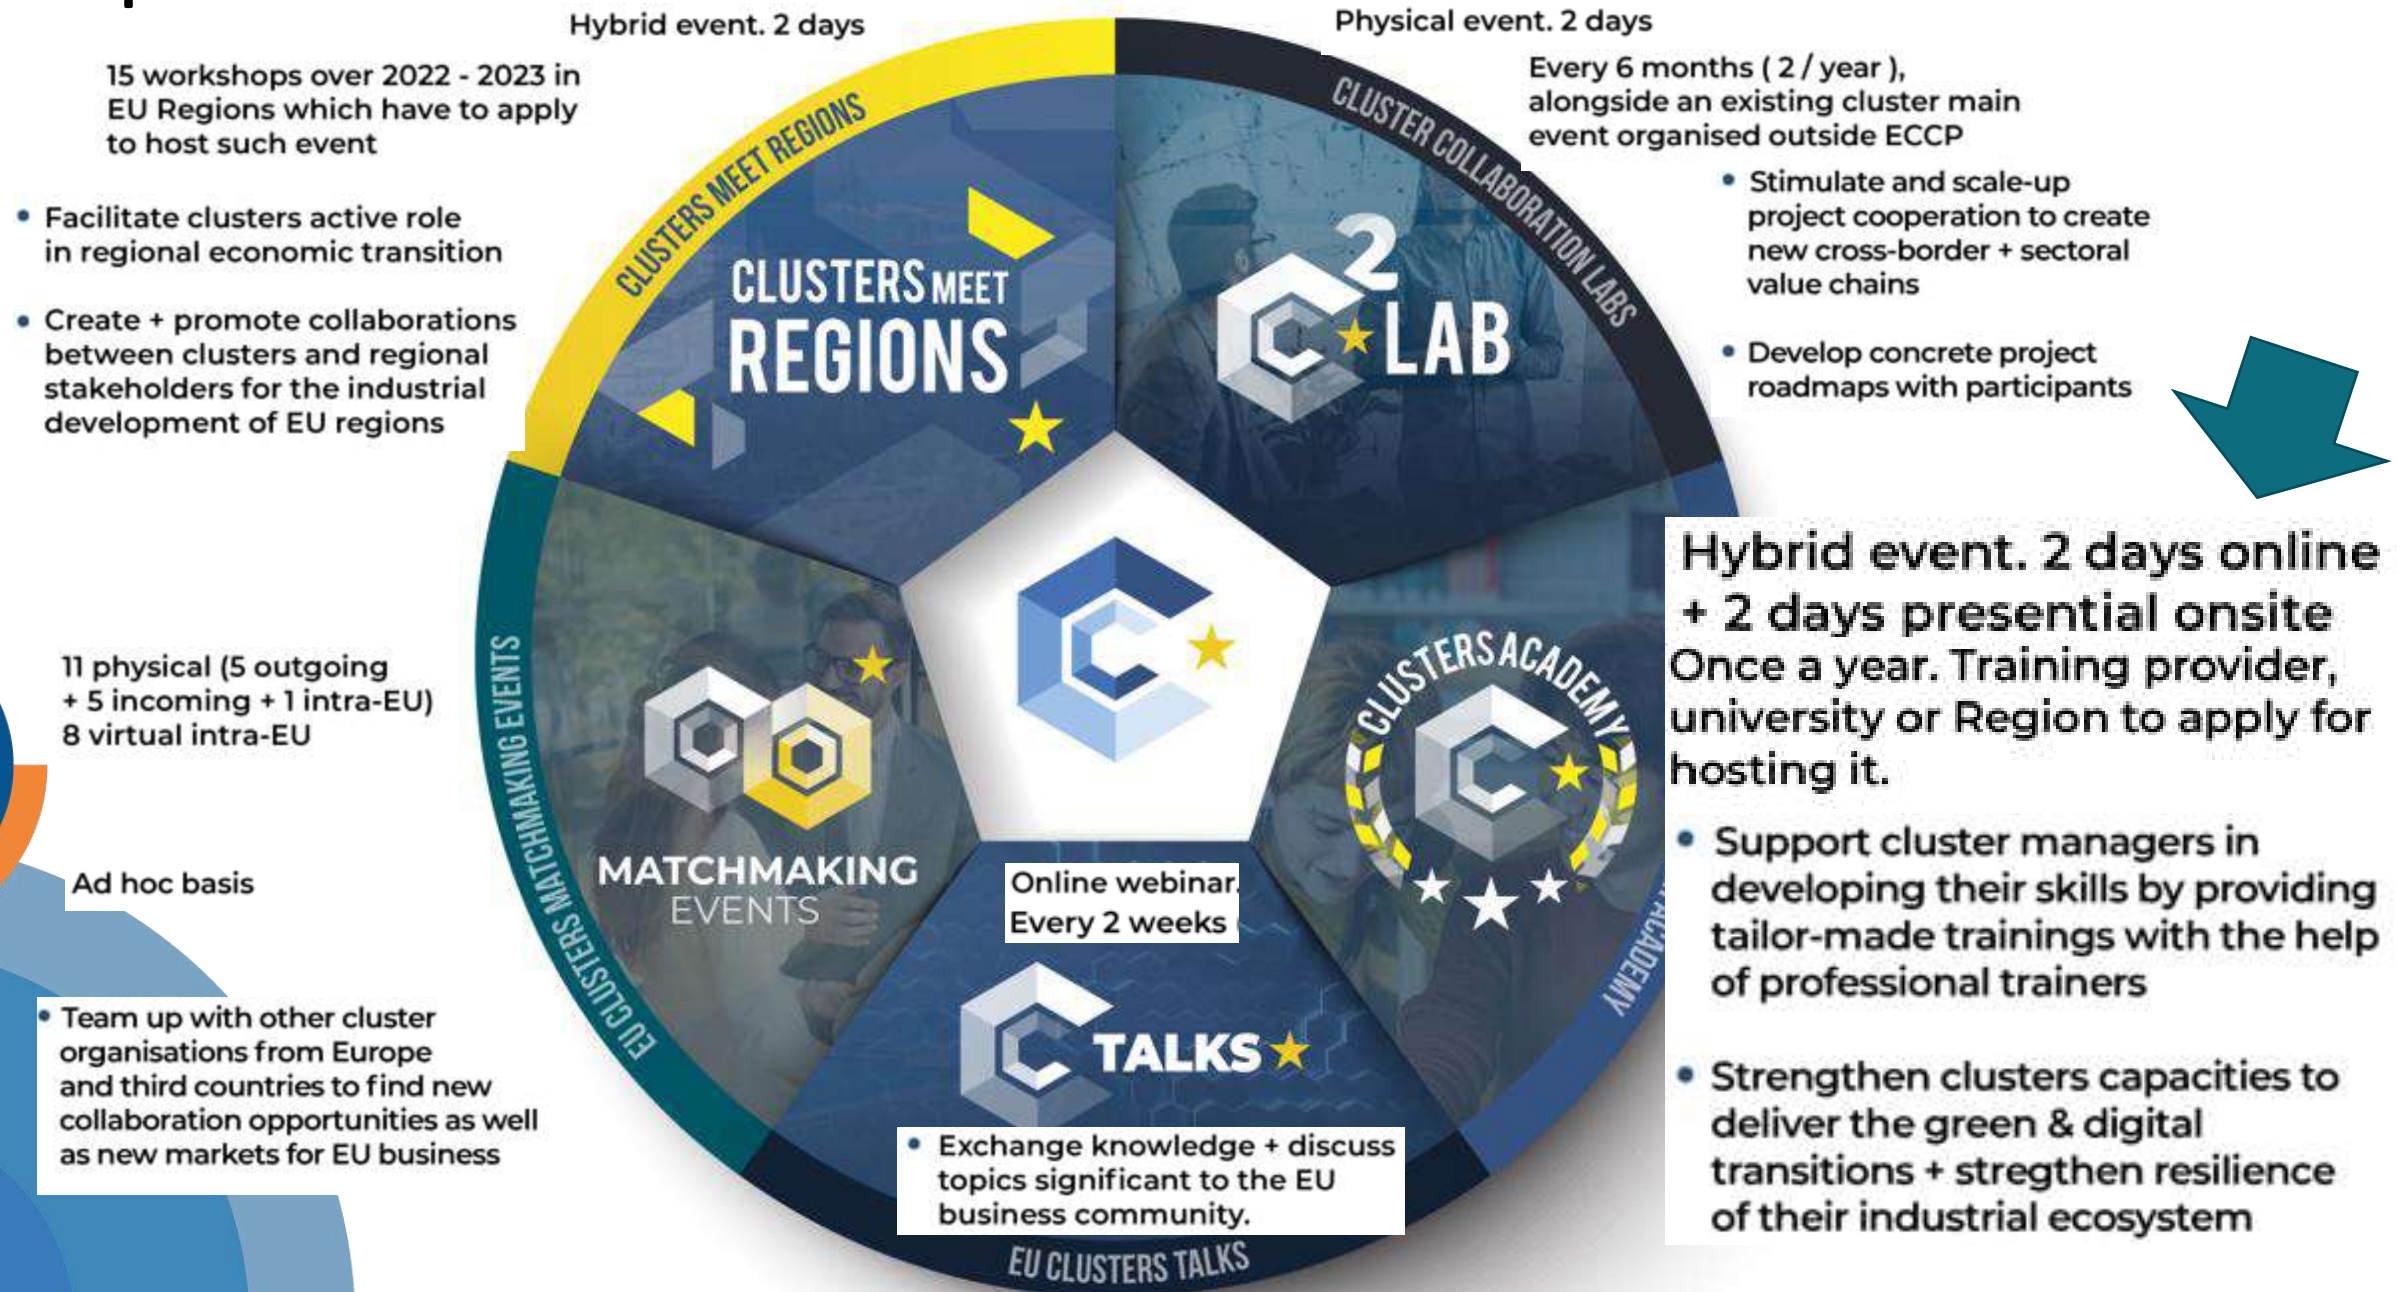 Hybrid event. 2 days
15 workshops over 2022 - 2023 in
EU Regions which have to apply
to host such event
• Facilitate clusters active role
in regional economic transition
• Create + promote collaborations
between clusters and regional
stakeholders for the industrial
development of EU regions
CLUSTERS MEET REGIONS
CLUSTERS MEET
REGIONS
Physical event. 2 days
Every 6 months ( 2 / year ),
alongside an existing cluster main
event organised outside ECCP
• Stimulate and scale-up
project cooperation to create
new cross-border + sectoral
value chains
• Develop concrete project
roadmaps with participants
CLUSTER COLLABORATION LABS
2
LAB
Hybrid event. 2 days online
+ 2 days presential onsite
Once a year. Training provider,
university or Region to apply for
hosting it.
• Support cluster managers in
developing their skills by providing
tailor-made trainings with the help
of professional trainers
• Strengthen clusters capacities to
deliver the green & digital
transitions + stregthen resilience
of their industrial ecosystem
CLUSTERS ACADEMY
ACADEMY
11 physical (5 outgoing
+ 5 incoming + 1 intra-EU)
8 virtual intra-EU
Ad hoc basis
• Team up with other cluster
organisations from Europe
and third countries to find new
collaboration opportunities as well
as new markets for EU business
EU CLUSTERS MATCHMAKING EVENTS
MATCHMAKING
EVENTS
Online webinar.
Every 2 weeks
TALKS
• Exchange knowledge + discuss
topics significant to the EU
business community.
EU CLUSTERS TALKS